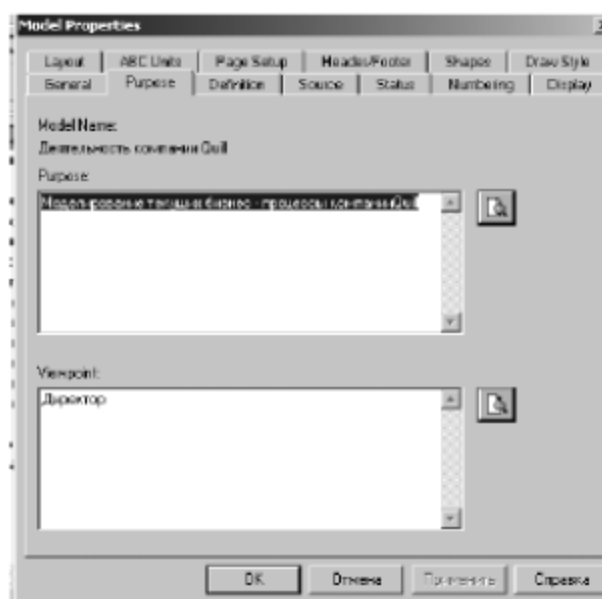 Model Properties
Layout ABC Units Page Setup Header/Footer Shapes Draw Style
General Purpose Definition Source Status Numbering Display
Model Name:
Деятельность компании Quill
Purpose:
Моделирование текущие бизнес - процессы компании Quill
Viewpoint:
Директор
OK Отмена Применить Справка